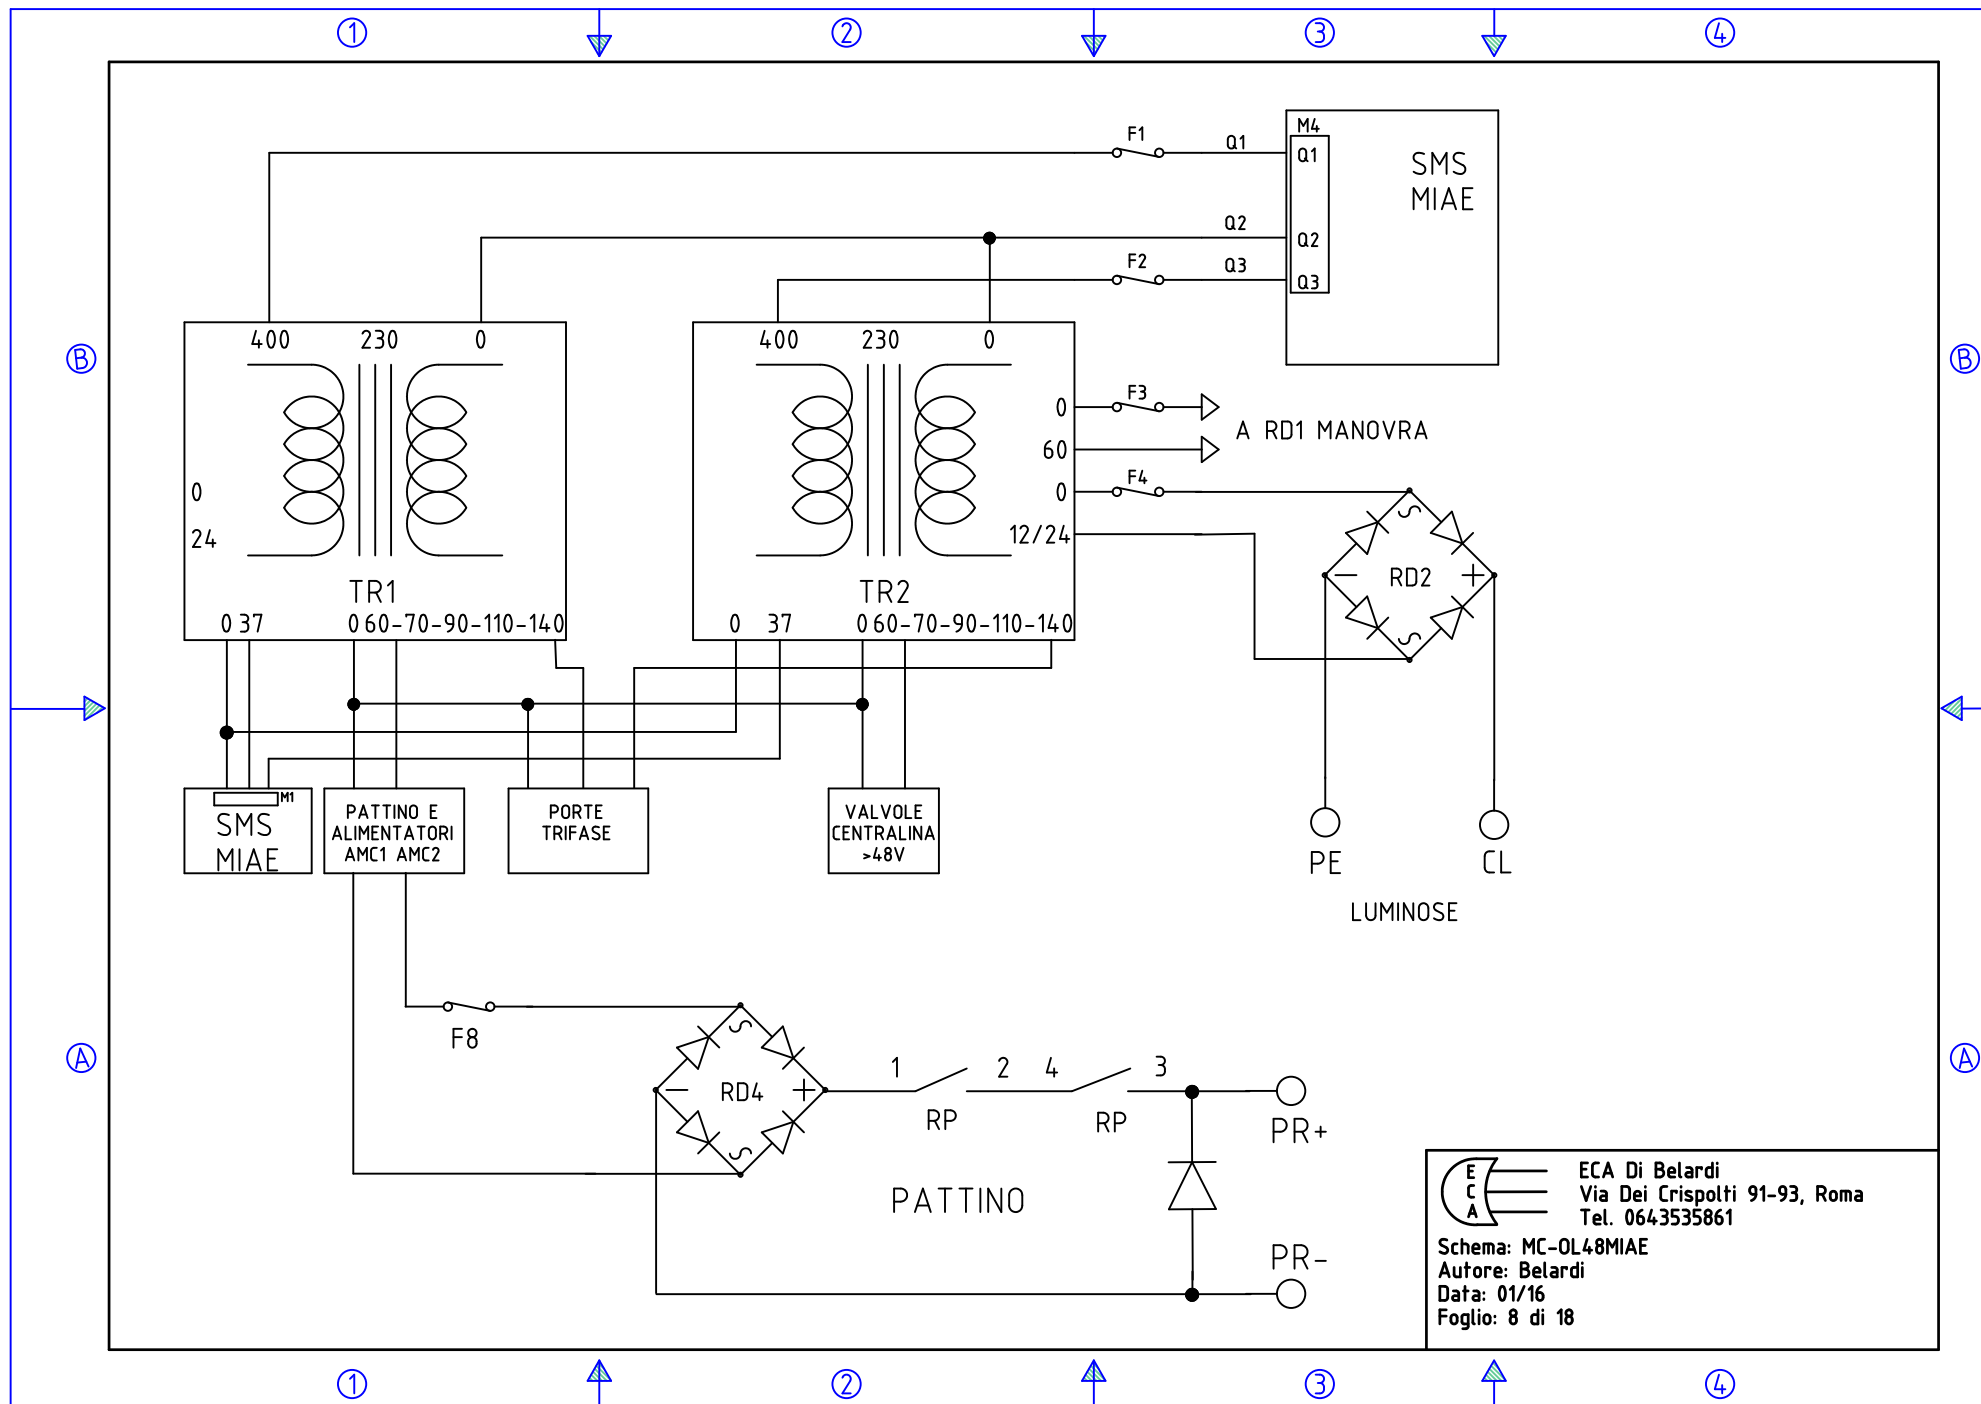 1 2 3 4
F1 Q1 M4
Q1 SMS
MIAE
Q2
Q2
F2 Q3
Q3
400 230 0
400 230 0
B B
0 F3
A RD1 MANOVRA
60
0 F4
0
24
12/24
S
RD2
- +
S
TR1
TR2
0 37 0 60-70-90-110-140
0 37 0 60-70-90-110-140
M1
SMS
MIAE
PATTINO E
ALIMENTATORI
AMC1 AMC2
PORTE
TRIFASE
VALVOLE
CENTRALINA
>48V
PE CL
LUMINOSE
F8
A A
S
RD4
- +
S
1 2 4 3
RP RP
PR+
PATTINO
PR-
E
C
A
ECA Di Belardi
Via Dei Crispolti 91-93, Roma
Tel. 0643535861
Schema: MC-OL48MIAE
Autore: Belardi
Data: 01/16
Foglio: 8 di 18
1 2 3 4